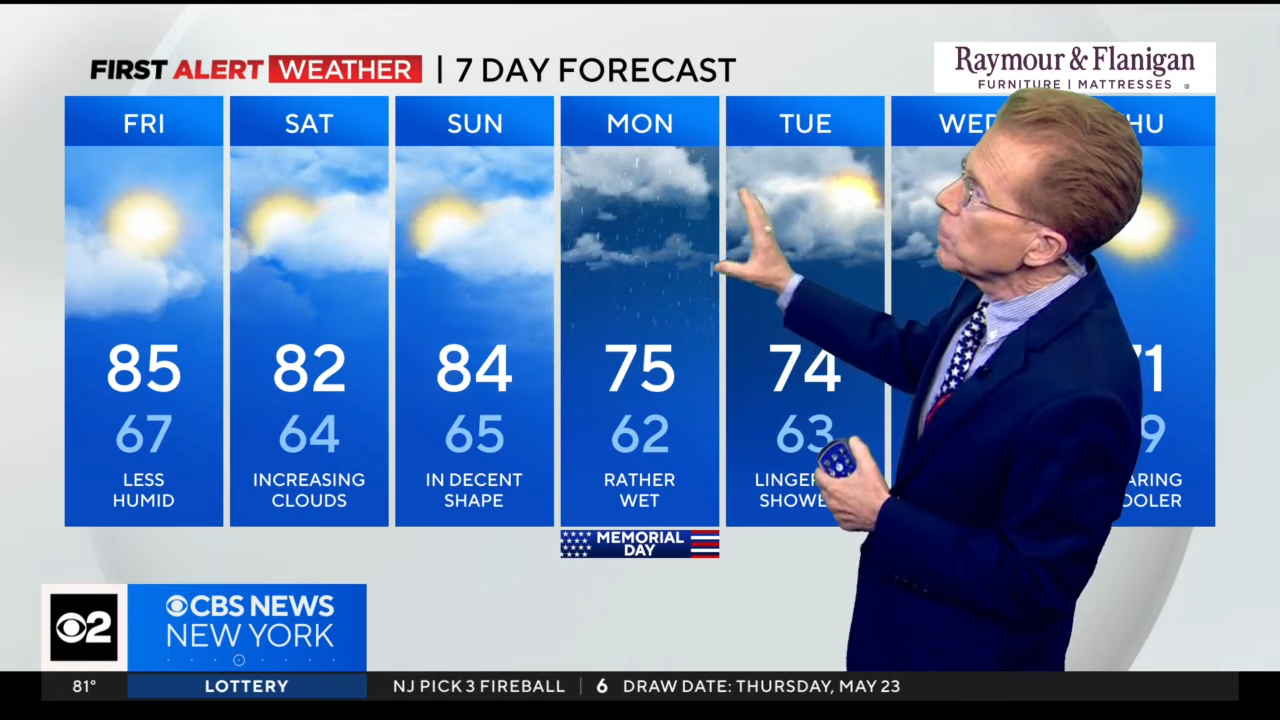 FIRST ALERT WEATHER | 7 DAY FORECAST
Raymour & Flanigan
FURNITURE | MATTRESSES
FRI
SAT
SUN
MON
TUE
85
82
84
75
74
67
64
65
62
63
LESS
HUMID
INCREASING
CLOUDS
IN DECENT
SHAPE
RATHER
WET
MEMORIAL
DAY
2
CBS NEWS
NEW YORK
81°
LOTTERY
NJ PICK 3 FIREBALL | 6 DRAW DATE: THURSDAY, MAY 23